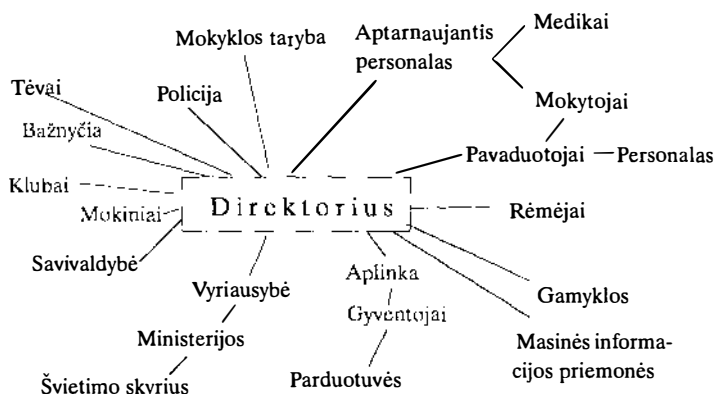 Medikai
Mokyklos taryba
Aptarnaujantis
personalas
Tėvai
Policija
Mokytojai
Bažnyčia
Pavaduotojai
Personalas
Klubai
Mokiniai
Direktorius
Rėmėjai
Savivaldybė
Aplinka
Vyriausybė
Gamyklos
Gyventojai
Ministerijos
Masinės informa-
cijos priemonės
Švietimo skyrius
Parduotuvės